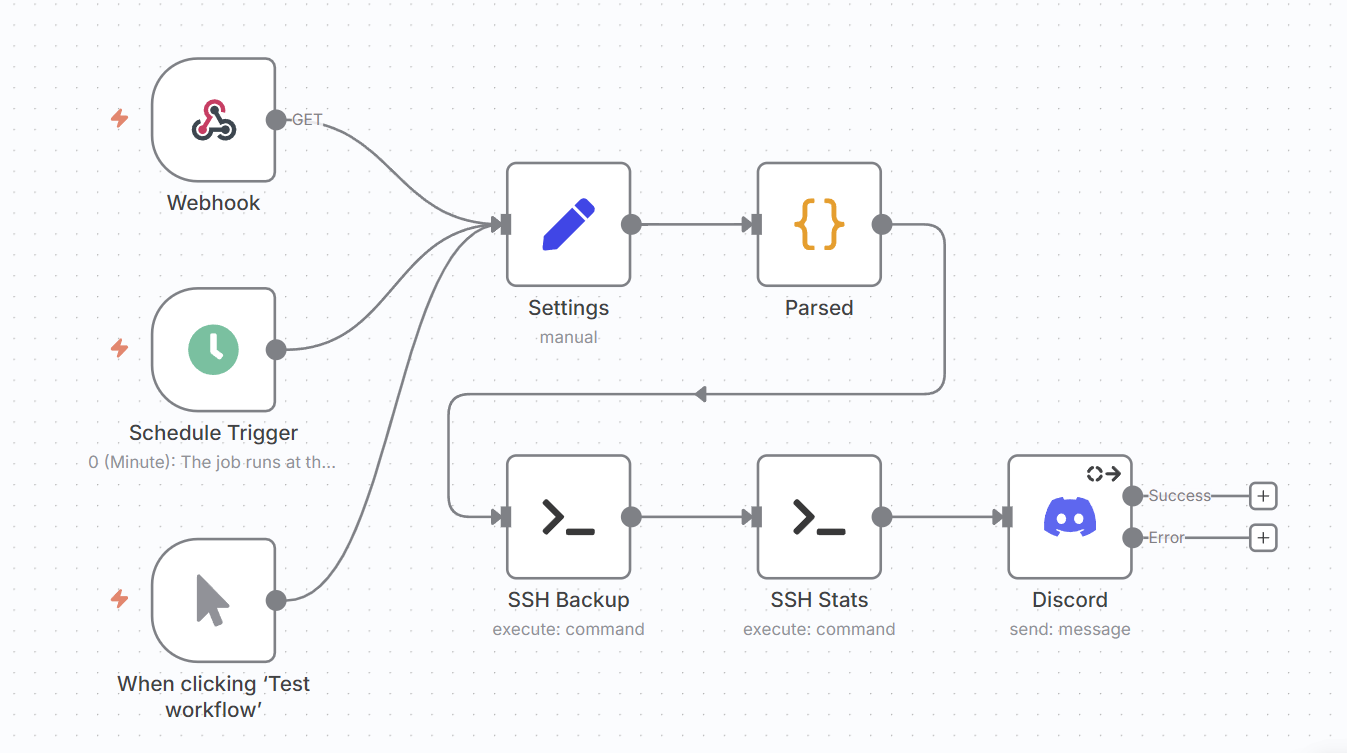 GET
Webhook
Settings
manual
Parsed
Schedule Trigger
0 (Minute): The job runs at th...
Success
Error
SSH Backup
execute: command
SSH Stats
execute: command
Discord
send: message
When clicking ‘Test
workflow’